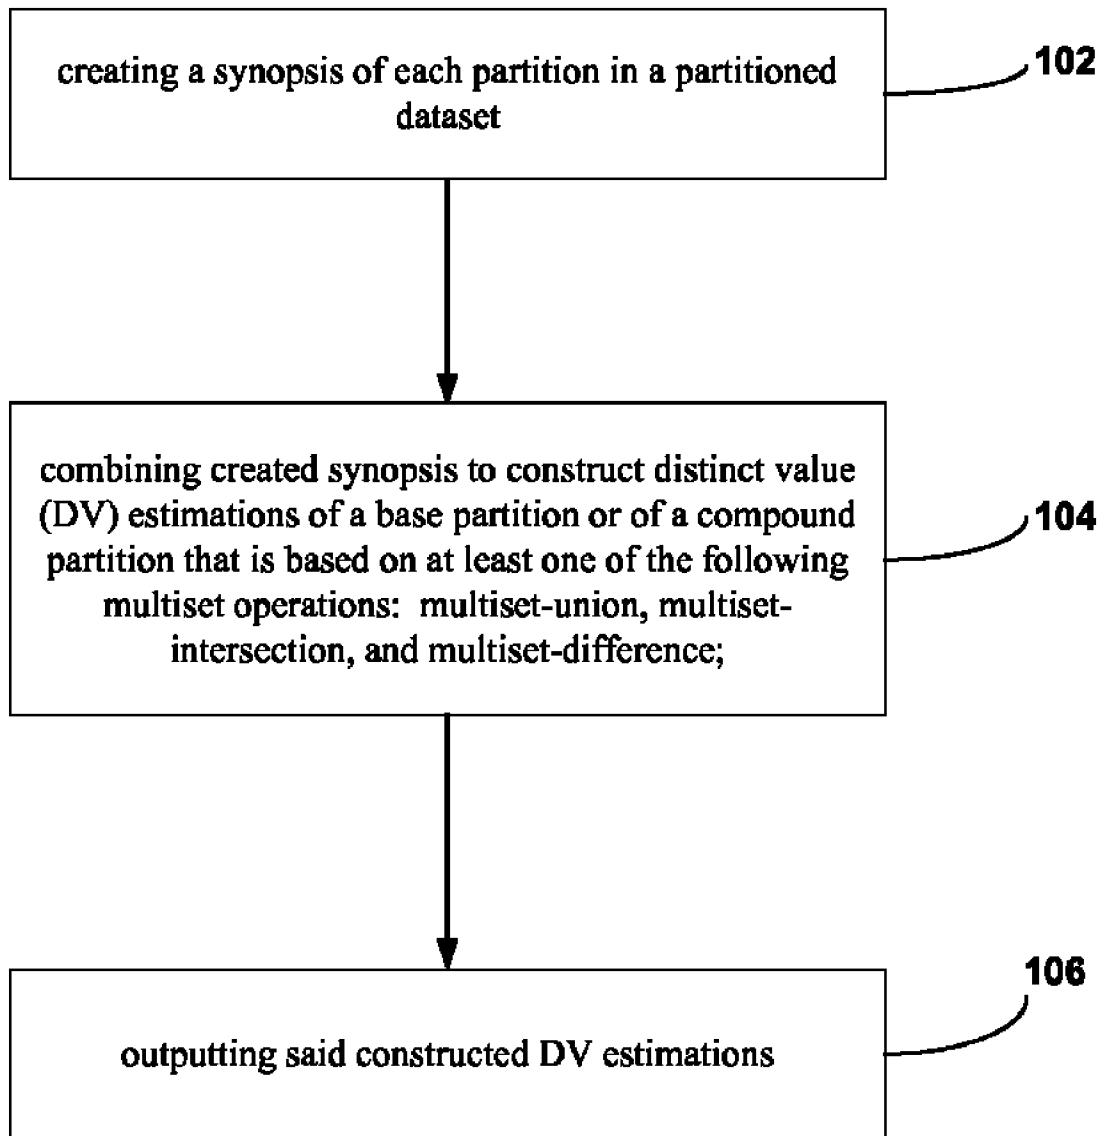 creating a synopsis of each partition in a partitioned
dataset
102
combining created synopsis to construct distinct value
(DV) estimations of a base partition or of a compound
partition that is based on at least one of the following
multiset operations: multiset-union, multiset-
intersection, and multiset-difference;
104
outputting said constructed DV estimations
106